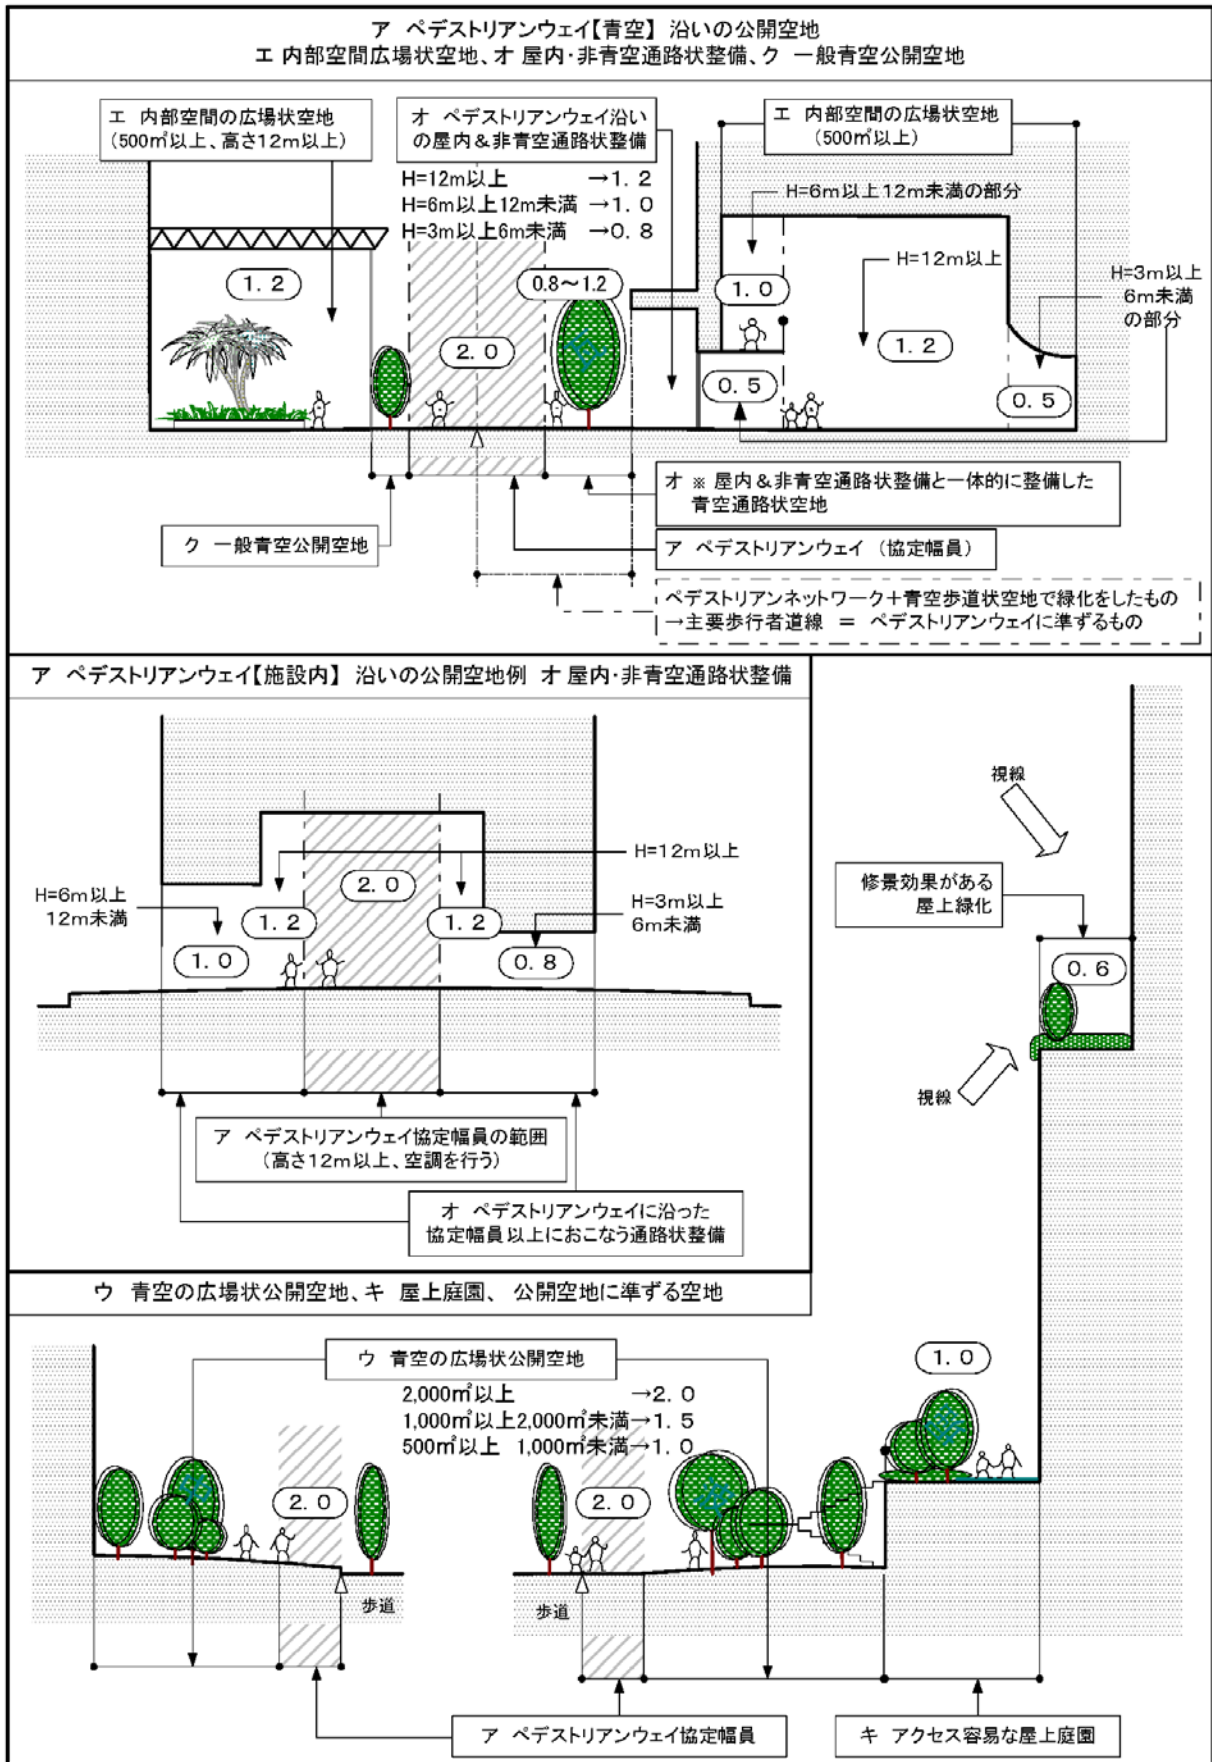 ア ペデストリアンウェイ【青空】 沿いの公開空地
エ 内部空間広場状空地、オ 屋内・非青空通路状整備、ク 一般青空公開空地
エ 内部空間の広場状空地
(500㎡以上、高さ12m以上)
オ ペデストリアンウェイ沿い
の屋内&非青空通路状整備
H=12m以上 →1.2
H=6m以上12m未満 →1.0
H=3m以上6m未満 →0.8
エ 内部空間の広場状空地
(500㎡以上)
H=6m以上12m未満の部分
H=12m以上
H=3m以上
6m未満
の部分
1.2
2.0
0.8~1.2
1.0
0.5
1.2
0.5
オ ※ 屋内&非青空通路状整備と一体的に整備した
青空通路状空地
ク 一般青空公開空地
ア ペデストリアンウェイ (協定幅員)
ペデストリアンネットワーク+青空歩道状空地で緑化をしたもの
→主要歩行者道線 = ペデストリアンウェイに準ずるもの
ア ペデストリアンウェイ【施設内】 沿いの公開空地例 オ 屋内・非青空通路状整備
H=12m以上
H=6m以上
12m未満
H=3m以上
6m未満
2.0
1.2
1.2
1.0
0.8
ア ペデストリアンウェイ協定幅員の範囲
(高さ12m以上、空調を行う)
オ ペデストリアンウェイに沿った
協定幅員以上におこなう通路状整備
視線
修景効果がある
屋上緑化
0.6
視線
ウ 青空の広場状公開空地、キ 屋上庭園、 公開空地に準ずる空地
ウ 青空の広場状公開空地
2,000㎡以上 →2.0
1,000㎡以上2,000㎡未満→1.5
500㎡以上 1,000㎡未満→1.0
1.0
2.0
2.0
歩道
歩道
ア ペデストリアンウェイ協定幅員
キ アクセス容易な屋上庭園